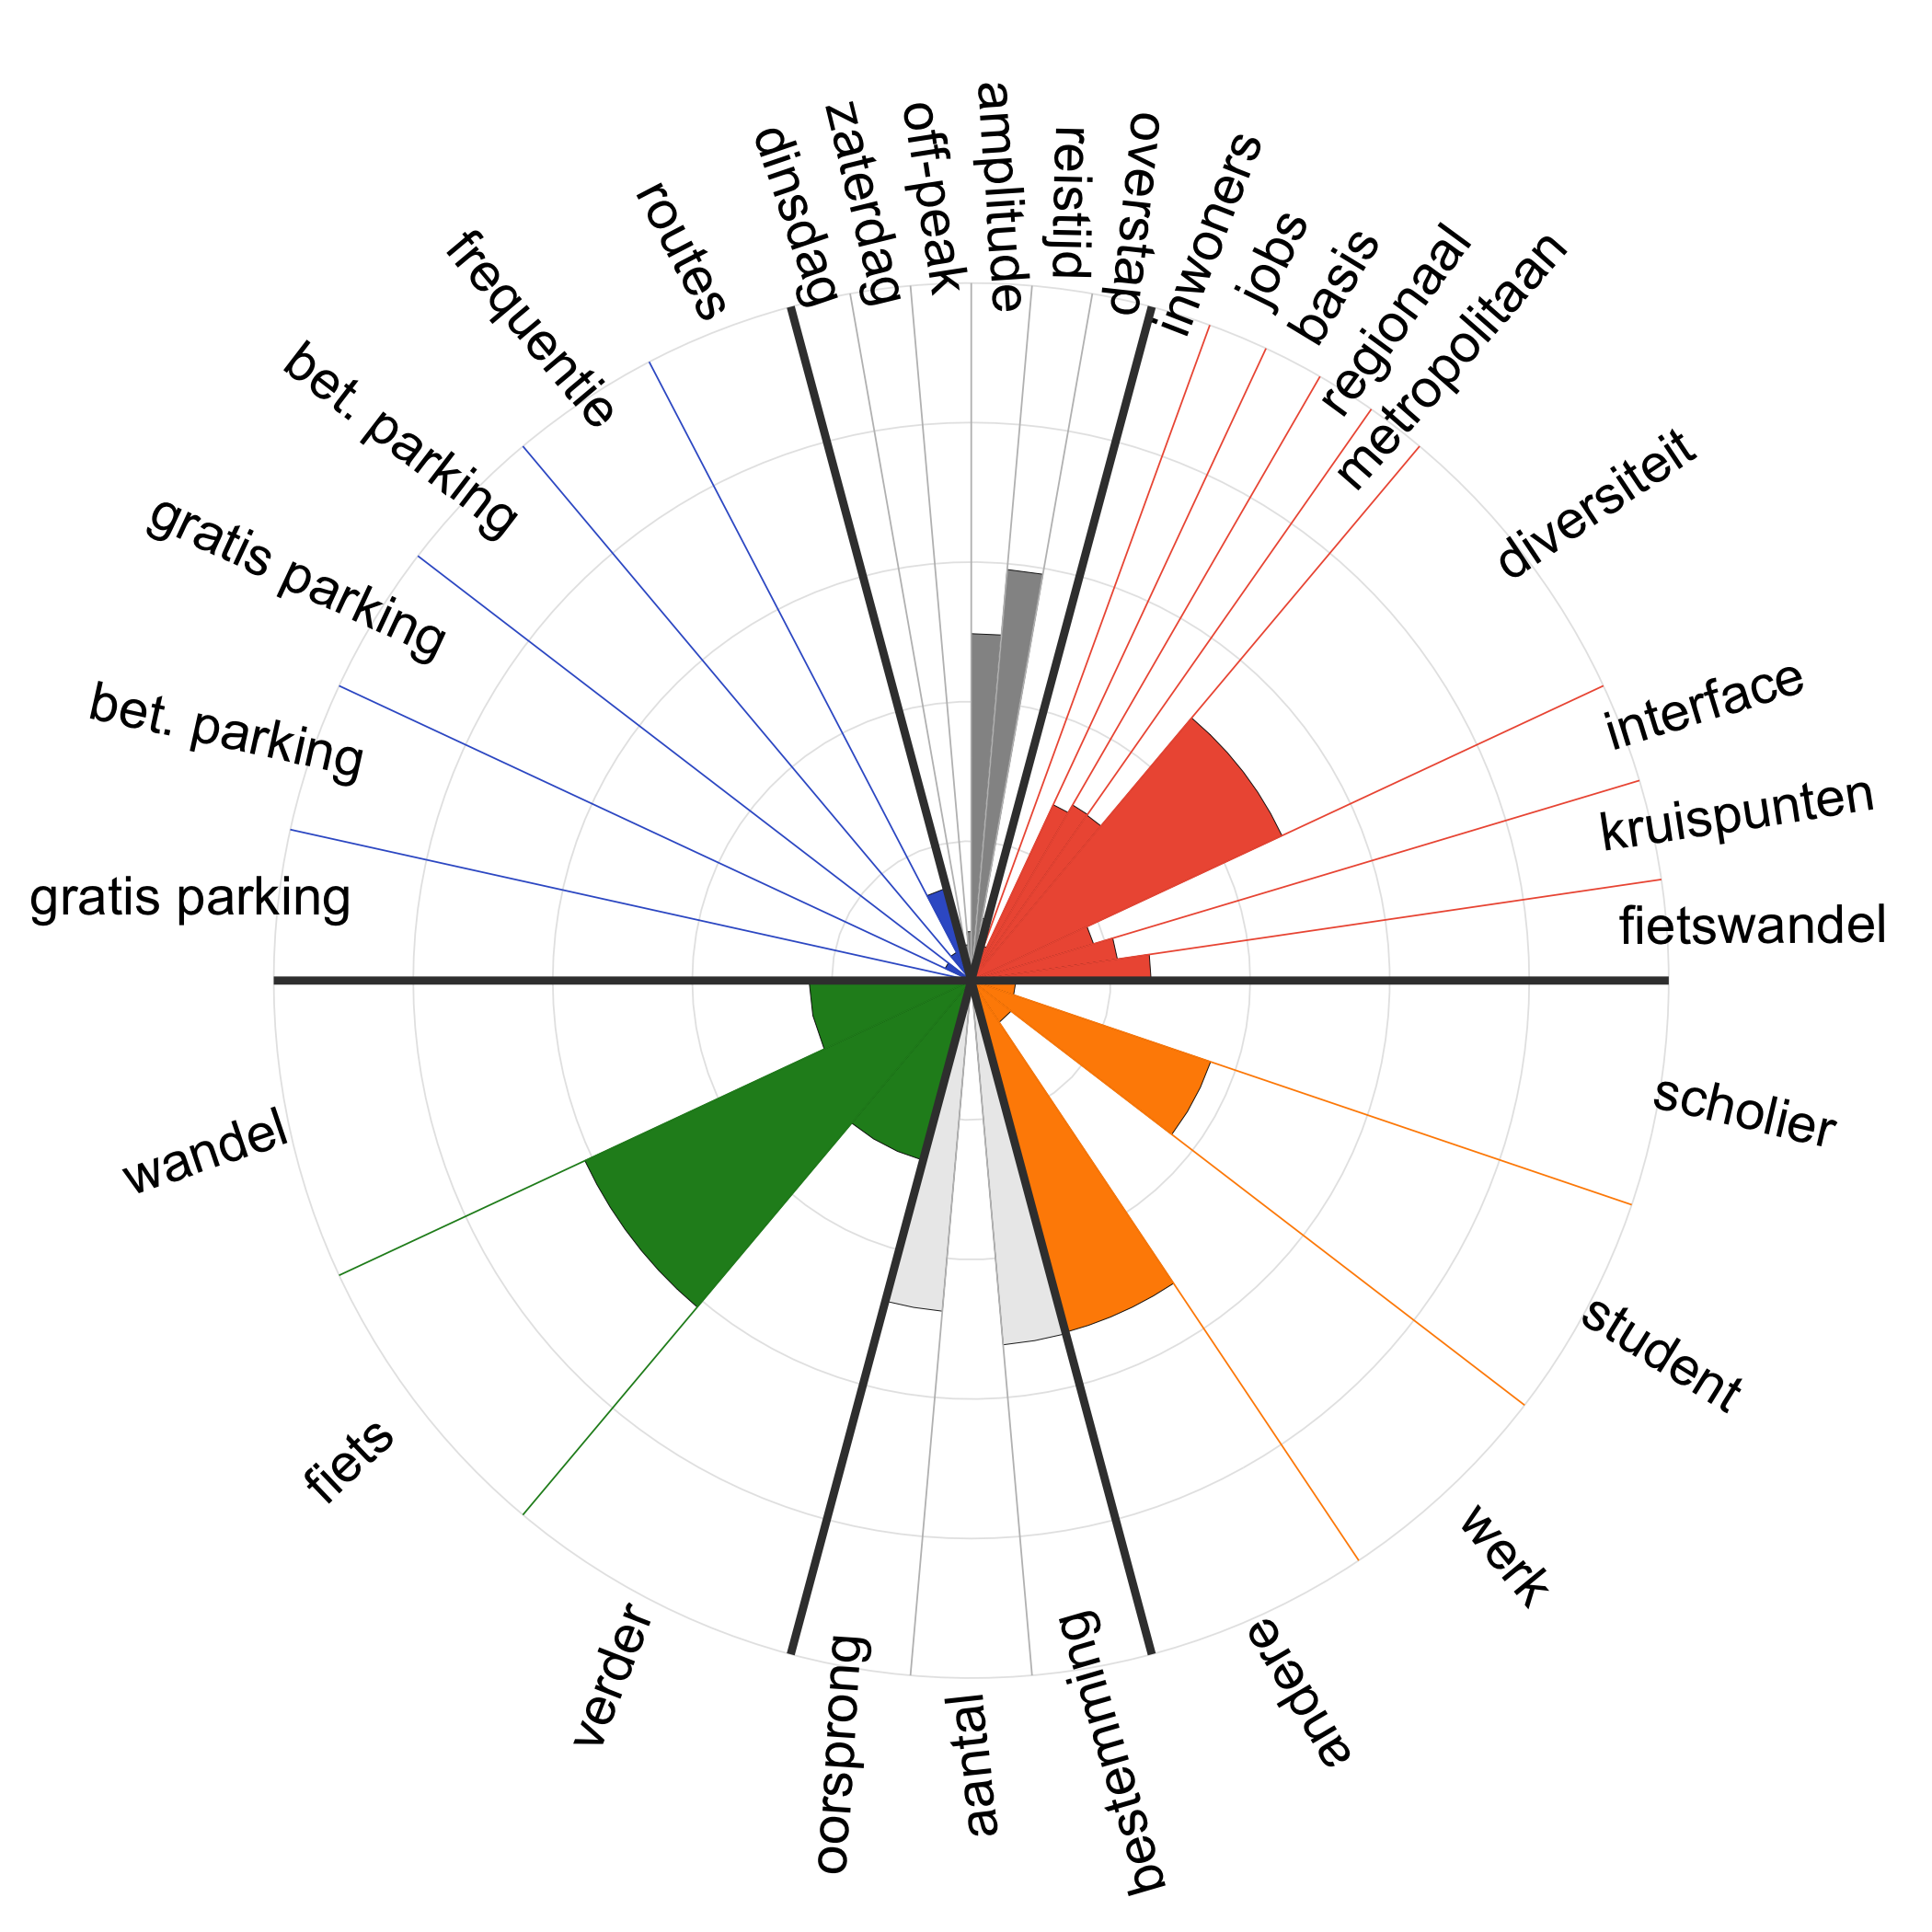 dinsdag
zaterdag
off-peak
amplitude
reistijd
overstap
inwoners
jobs
basis
regionaal
metropolitaan
diversiteit
interface
kruispunten
fietswandel
scholier
student
werk
andere
bestemming
aantal
oorsprong
verder
fiets
wandel
gratis parking
bet. parking
gratis parking
bet. parking
frequentie
routes